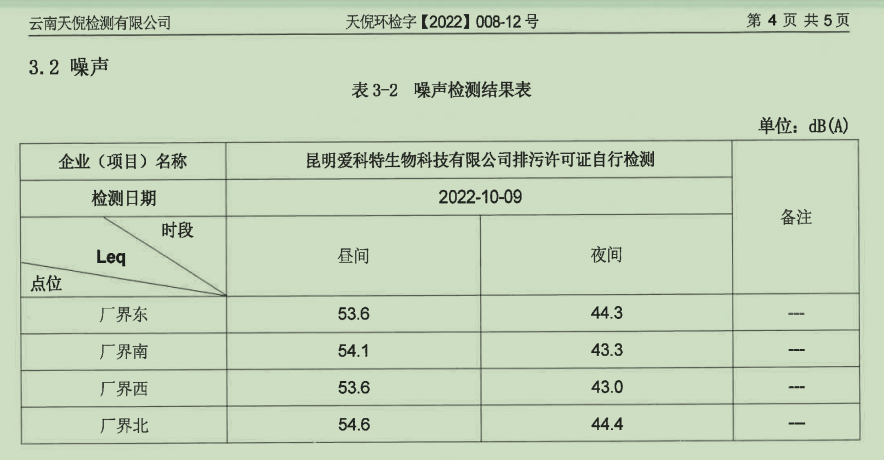 云南天倪检测有限公司 天倪环检字【2022】008-12 号 第 4 页 共 5 页
3.2 噪声
表 3-2 噪声检测结果表
单位：dB(A)
企业（项目）名称 昆明爱科特生物科技有限公司排污许可证自行检测 备注
检测日期 2022-10-09
时段 Leq 点位 昼间 夜间
厂界东 53.6 44.3 ---
厂界南 54.1 43.3 ---
厂界西 53.6 43.0 ---
厂界北 54.6 44.4 ---